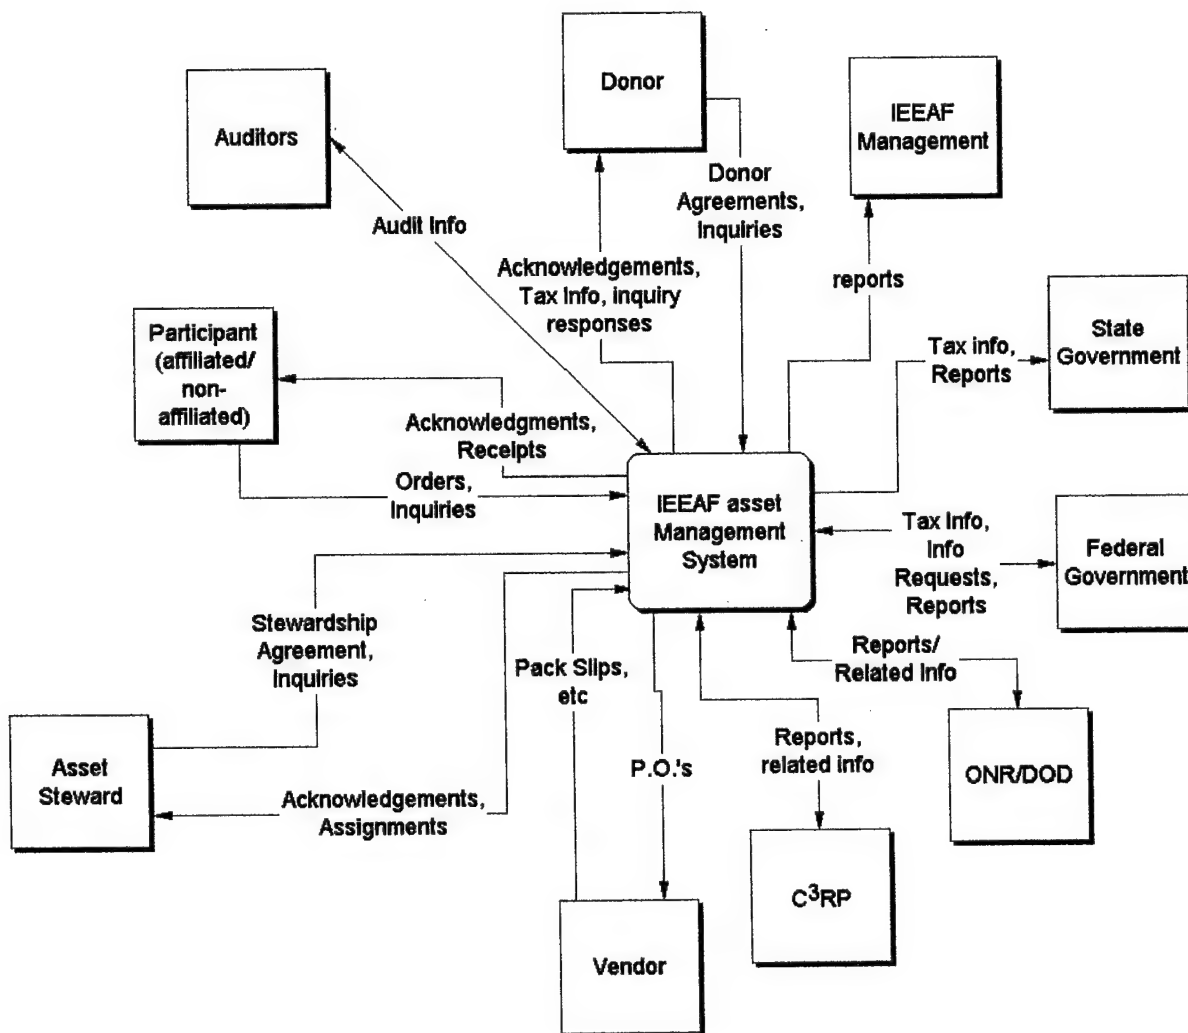 Donor
IEEAF
Management
Auditors
Donor
Agreements,
Inquiries
Audit Info
Acknowledgements,
Tax Info, inquiry
responses
reports
State
Government
Tax info,
Reports
Participant
(affiliated/
non-
affiliated)
Acknowledgments,
Receipts
Orders,
Inquiries
IEEAF asset
Management
System
Tax Info,
Info
Requests,
Reports
Federal
Government
Stewardship
Agreement,
Inquiries
Pack Slips,
etc
Reports/
Related Info
Reports,
related info
P.O.'s
ONR/DOD
Asset
Steward
Acknowledgements,
Assignments
C³RP
Vendor